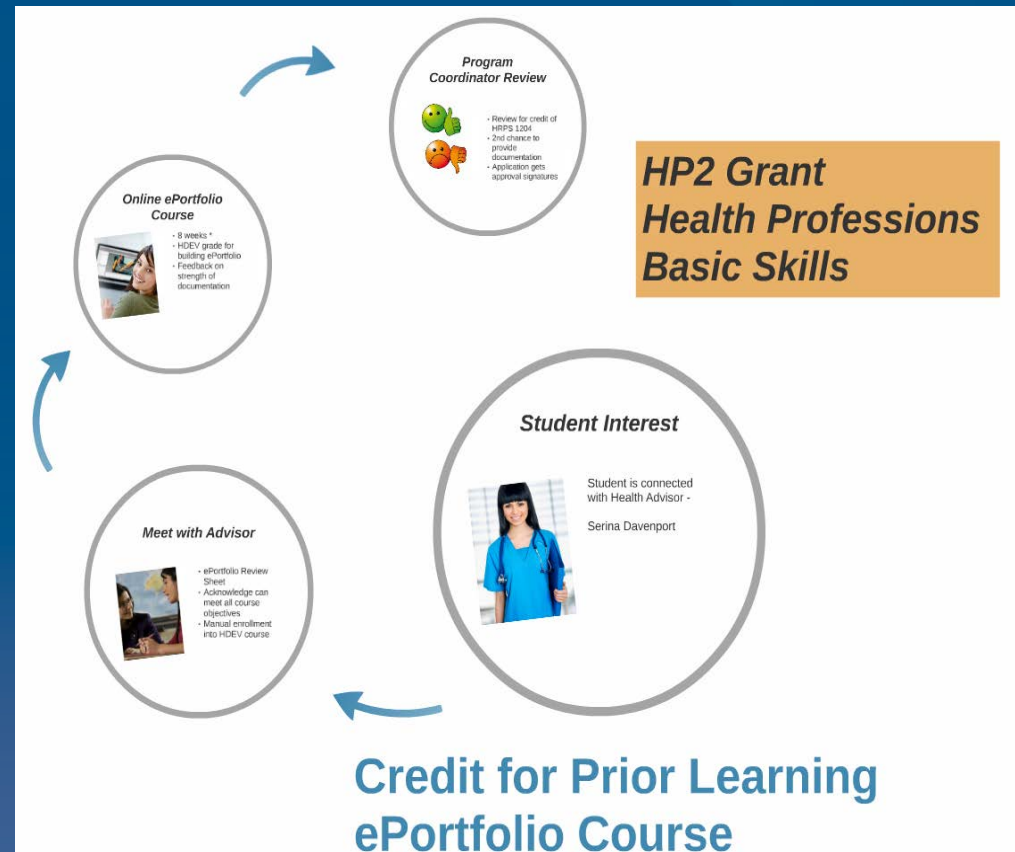 Program
Coordinator Review
- Review for credit of
HRPS 1204
- 2nd chance to
provide
documentation
- Application gets
approval signatures
HP2 Grant
Health Professions
Basic Skills
Online ePortfolio
Course
- 8 weeks *
- HDEV grade for
building ePortfolio
- Feedback on
strength of
documentation
Student Interest
Student is connected
with Health Advisor -
Serina Davenport
Meet with Advisor
- ePortfolio Review
Sheet
- Acknowledge can
meet all course
objectives
- Manual enrollment
into HDEV course
Credit for Prior Learning
ePortfolio Course